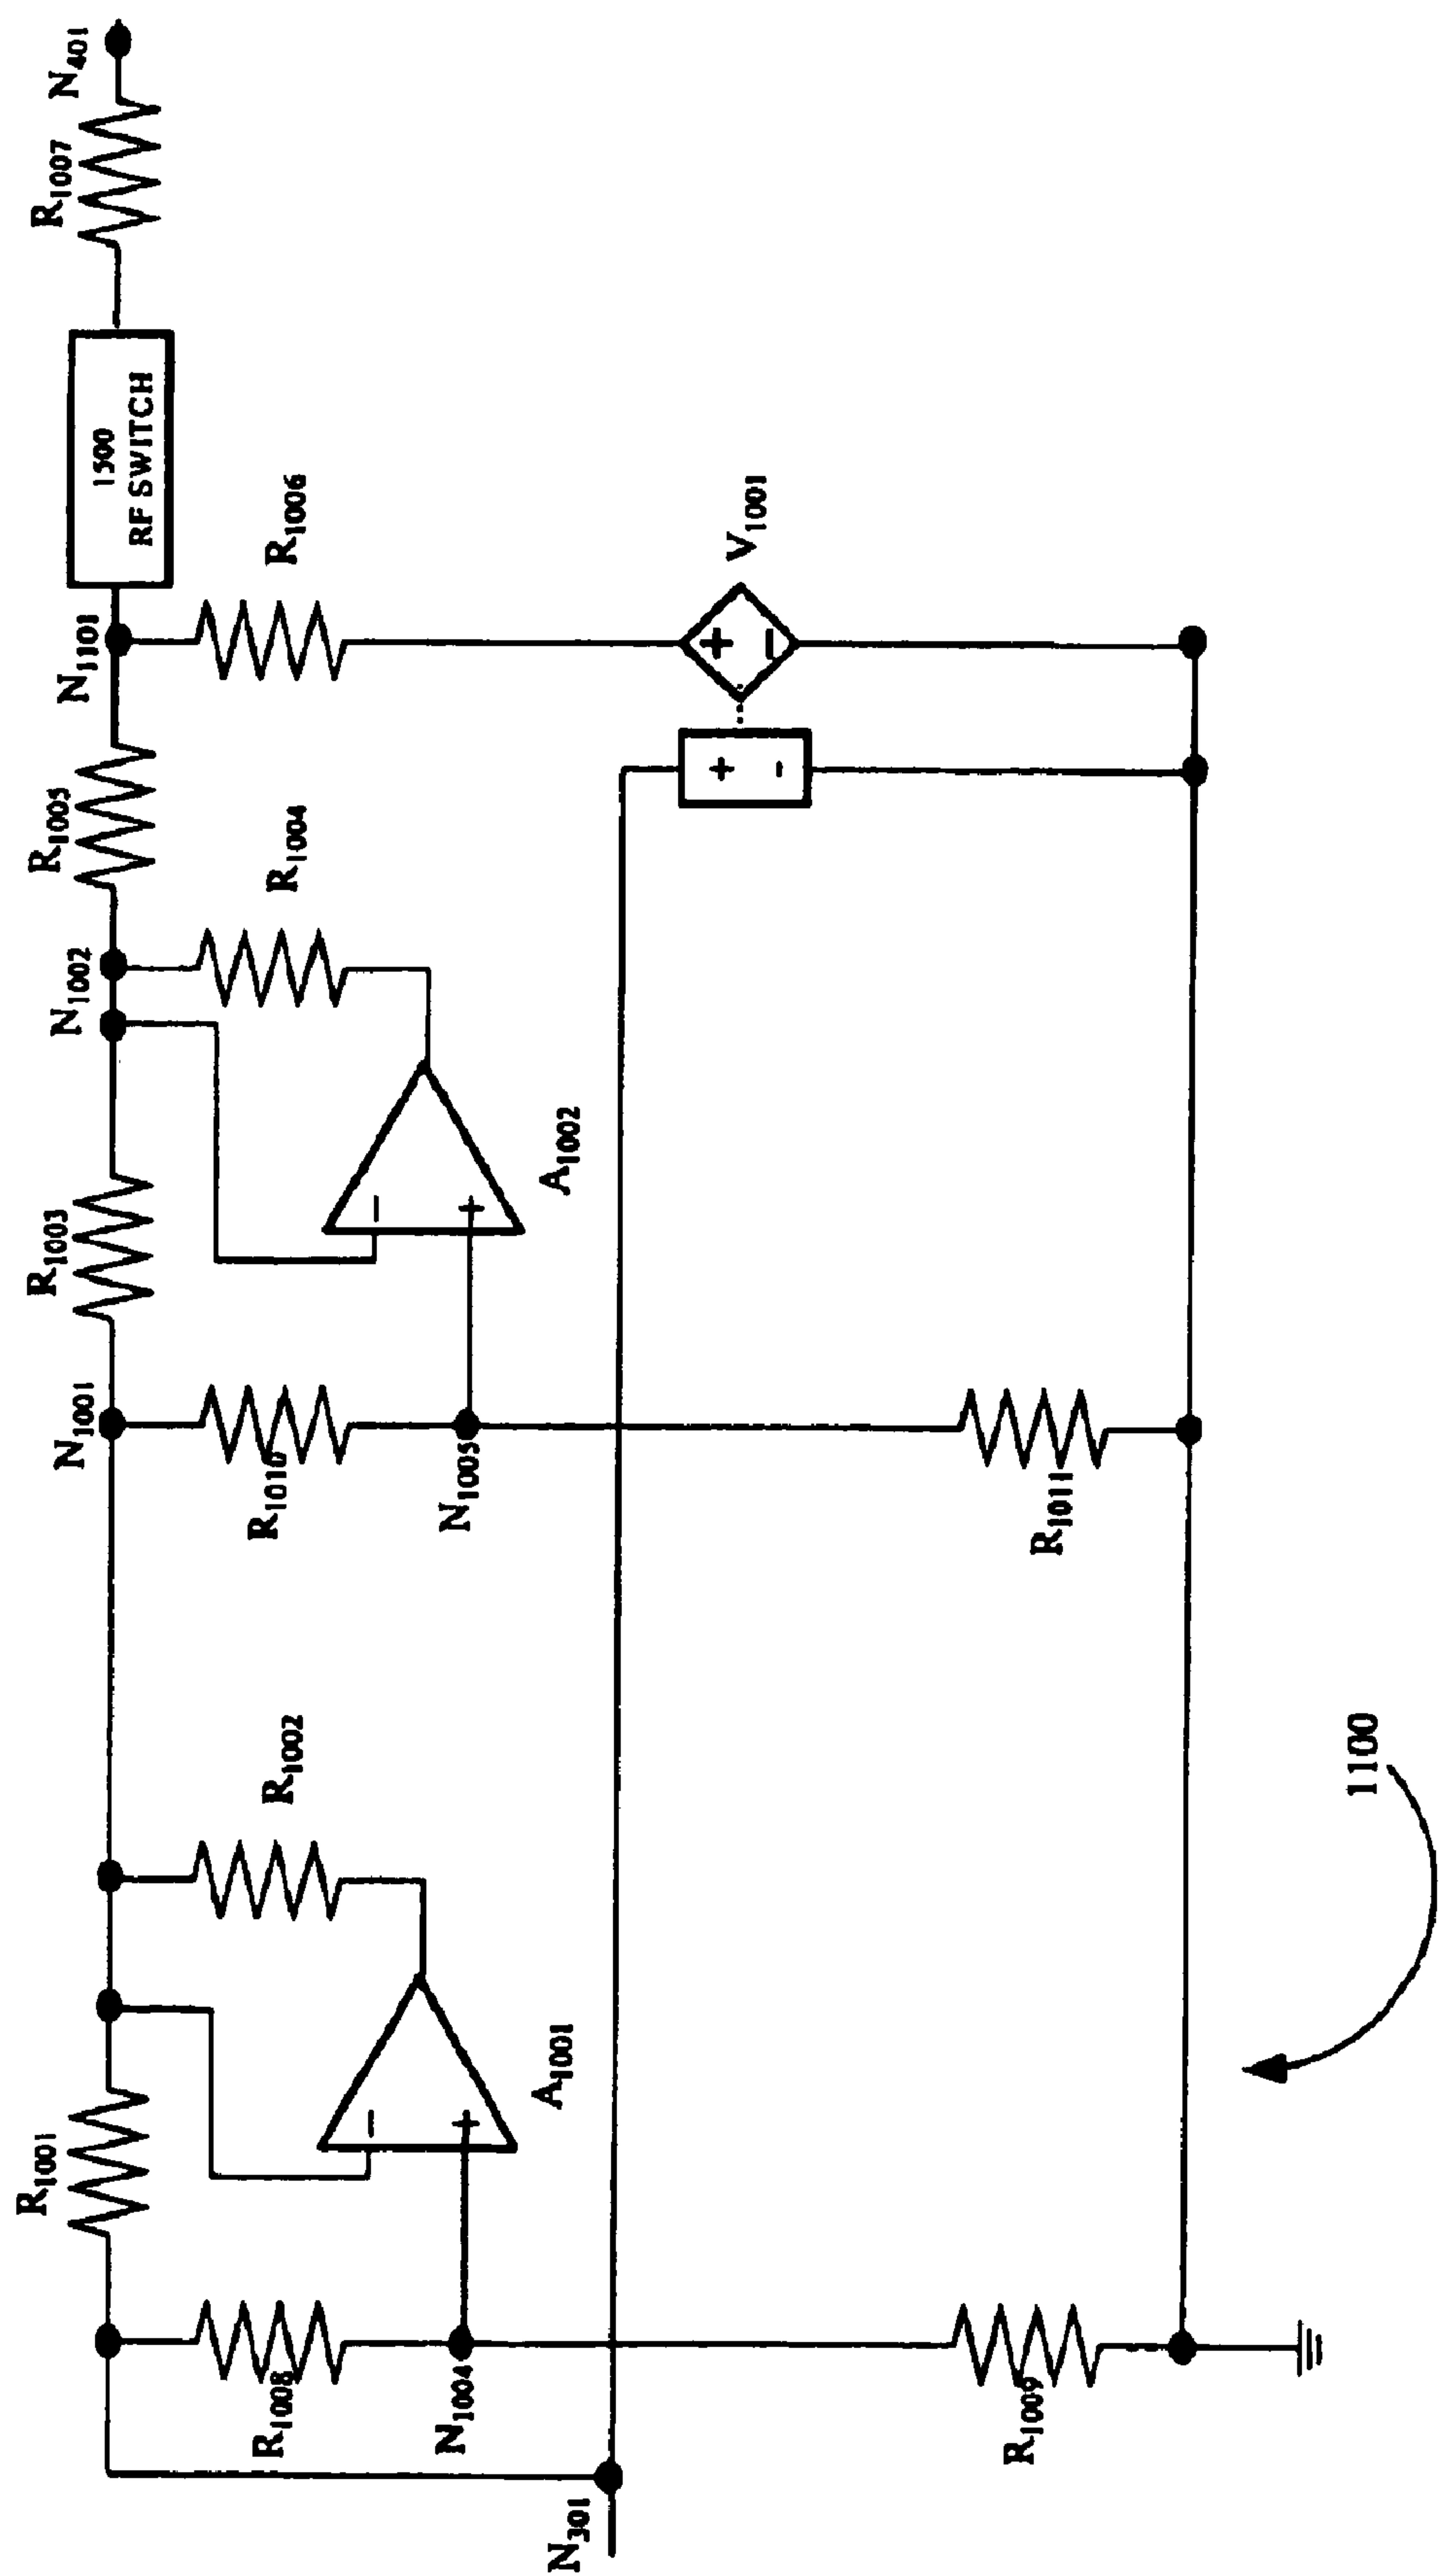 R1001
R1003
R1005
R1007
N401
N1001
N1002
N1101
1500
RF SWITCH
R1008
R1002
R1010
R1004
R1006
−
+
−
+
N1004
A1001
N1005
A1002
N301
+
-
+
−
V1001
R1009
R1011
1100